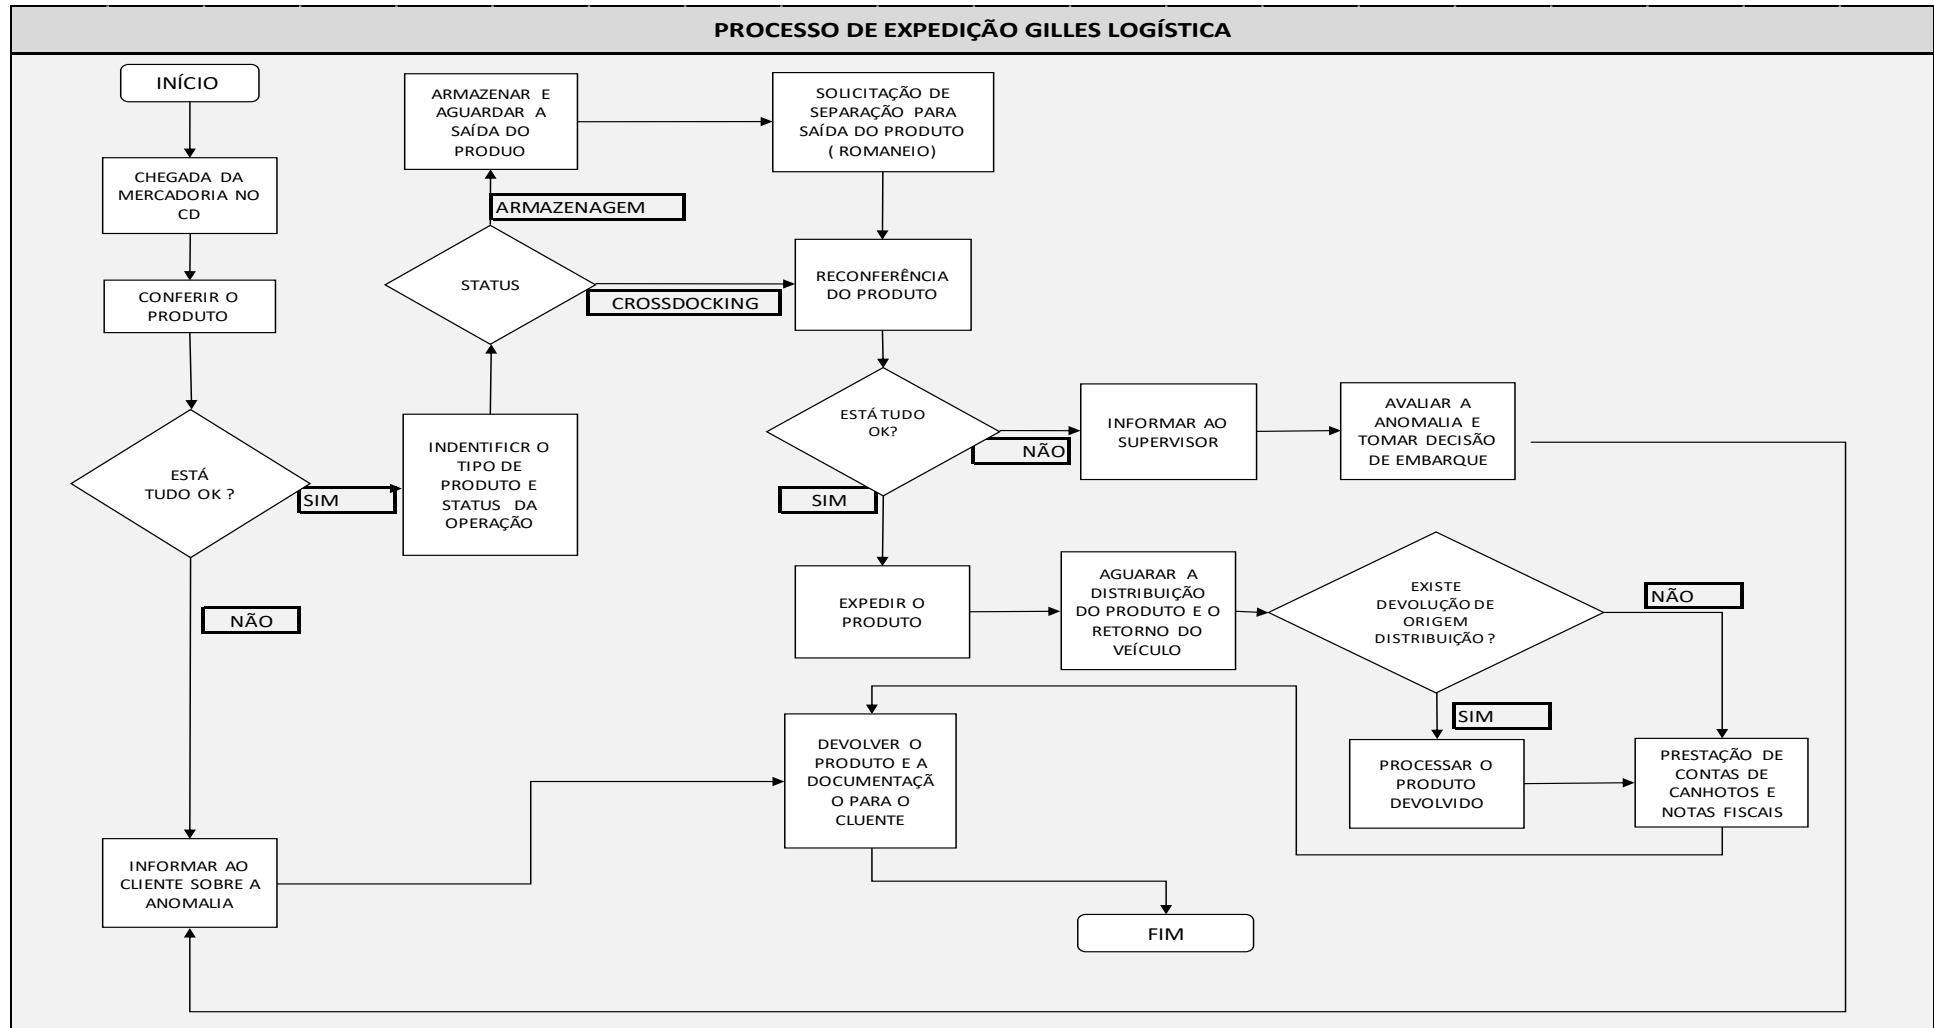 PROCESSO DE EXPEDIÇÃO GILLES LOGÍSTICA
INÍCIO
CHEGADA DA
MERCADORIA NO
CD
CONFERIR O
PRODUTO
ESTÁ
TUDO OK ?
SIM
NÃO
INFORMAR AO
CLIENTE SOBRE A
ANOMALIA
INDENTIFICR O
TIPO DE
PRODUTO E
STATUS DA
OPERAÇÃO
STATUS
ARMAZENAGEM
CROSSDOCKING
ARMAZENAR E
AGUARDAR A
SAÍDA DO
PRODUO
SOLICITAÇÃO DE
SEPARAÇÃO PARA
SAÍDA DO PRODUTO
( ROMANEIO)
RECONFERÊNCIA
DO PRODUTO
ESTÁ TUDO
OK?
NÃO
SIM
INFORMAR AO
SUPERVISOR
AVALIAR A
ANOMALIA E
TOMAR DECISÃO
DE EMBARQUE
EXPEDIR O
PRODUTO
AGUARAR A
DISTRIBUIÇÃO
DO PRODUTO E O
RETORNO DO
VEÍCULO
EXISTE
DEVOLUÇÃO DE
ORIGEM
DISTRIBUIÇÃO ?
NÃO
SIM
PROCESSAR O
PRODUTO
DEVOLVIDO
PRESTAÇÃO DE
CONTAS DE
CANHOTOS E
NOTAS FISCAIS
DEVOLVER O
PRODUTO E A
DOCUMENTAÇÃ
O PARA O
CLUENTE
FIM